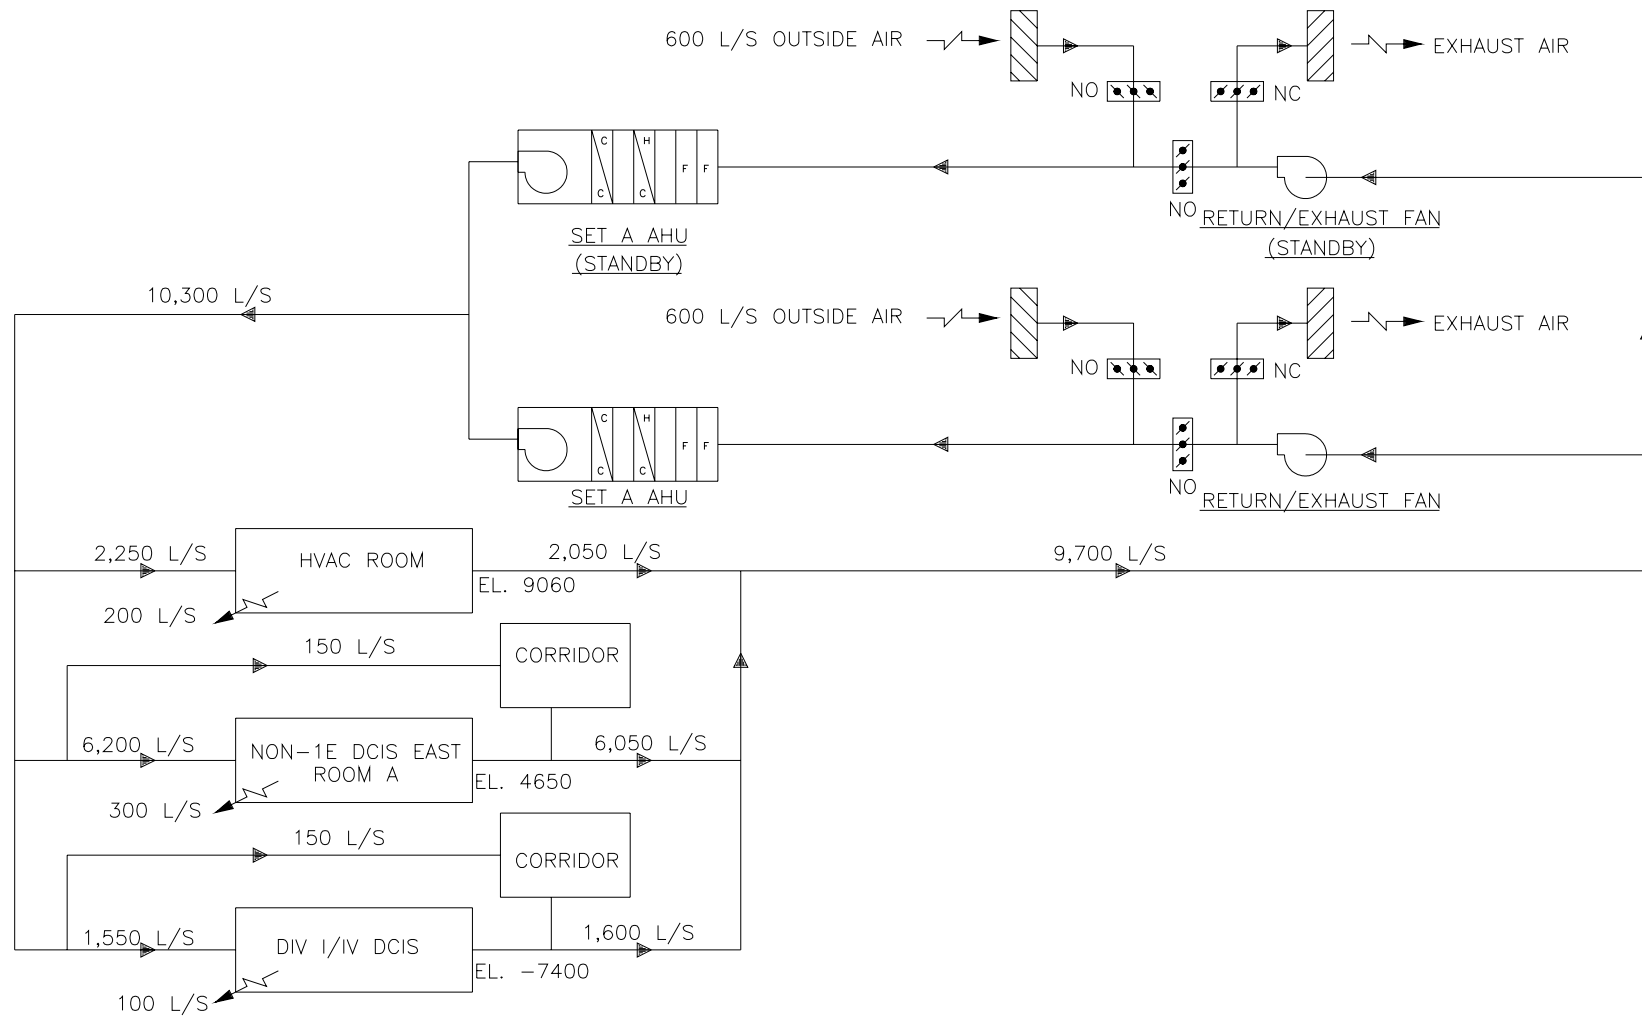 600 L/S OUTSIDE AIR
EXHAUST AIR
NO
NC
C
H
F
F
C
C
NO
RETURN/EXHAUST FAN
(STANDBY)
SET A AHU
(STANDBY)
10,300 L/S
600 L/S OUTSIDE AIR
EXHAUST AIR
NO
NC
C
H
F
F
C
C
NO
SET A AHU
RETURN/EXHAUST FAN
2,250 L/S
HVAC ROOM
2,050 L/S
9,700 L/S
EL. 9060
200 L/S
150 L/S
CORRIDOR
6,200 L/S
NON-1E DCIS EAST
ROOM A
6,050 L/S
EL. 4650
300 L/S
150 L/S
CORRIDOR
1,550 L/S
DIV I/IV DCIS
1,600 L/S
EL. -7400
100 L/S